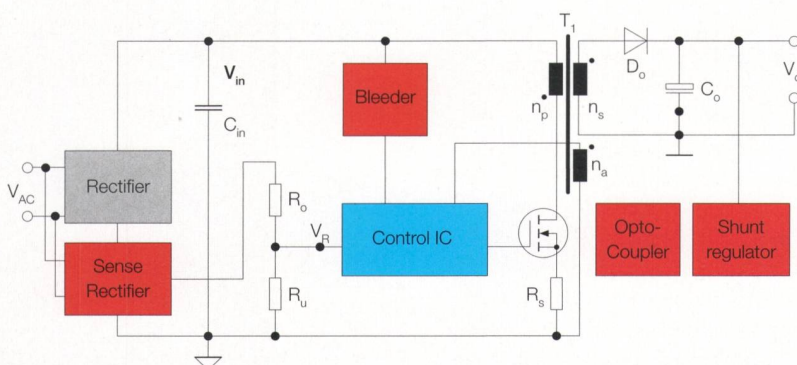 T1
Vin
Cin
Bleeder
np
ns
Do
Co
na
VAC
Rectifier
Sense
Rectifier
Ro
VR
Ru
Control IC
Rs
Opto-
Coupler
Shunt
regulator